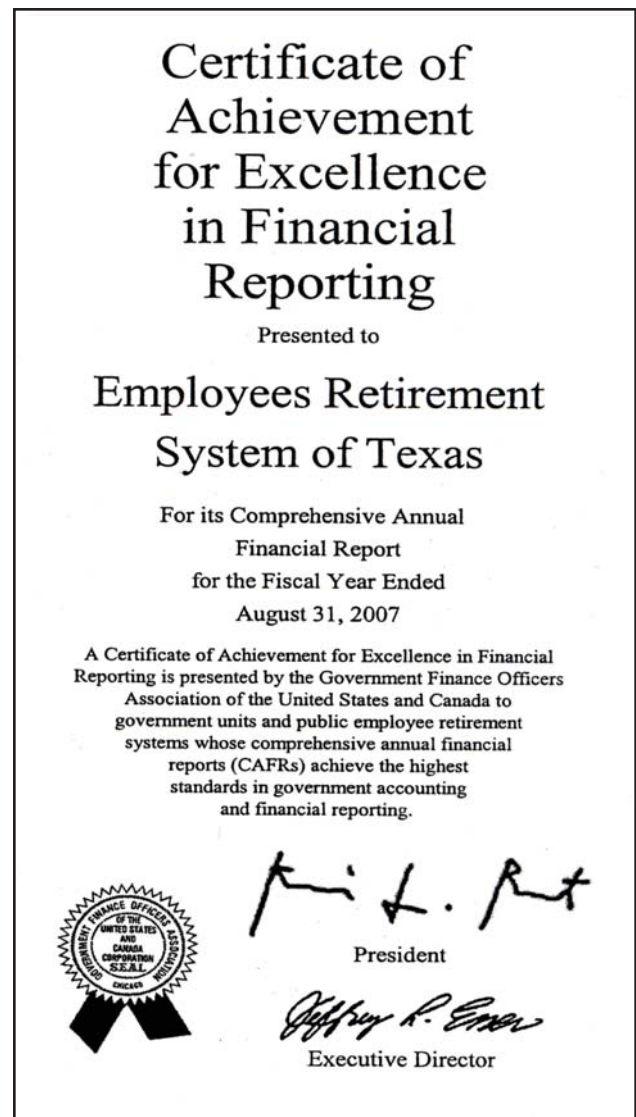 Certificate of
Achievement
for Excellence
in Financial
Reporting
Presented to
Employees Retirement
System of Texas
For its Comprehensive Annual
Financial Report
for the Fiscal Year Ended
August 31, 2007
A Certificate of Achievement for Excellence in Financial
Reporting is presented by the Government Finance Officers
Association of the United States and Canada to
government units and public employee retirement
systems whose comprehensive annual financial
reports (CAFRs) achieve the highest
standards in government accounting
and financial reporting.
GOVERNMENT FINANCE OFFICERS ASSOCIATION
OF THE
UNITED STATES
AND
CANADA
CORPORATION
SEAL
CHICAGO
President
Jeffrey R. Enser
Executive Director